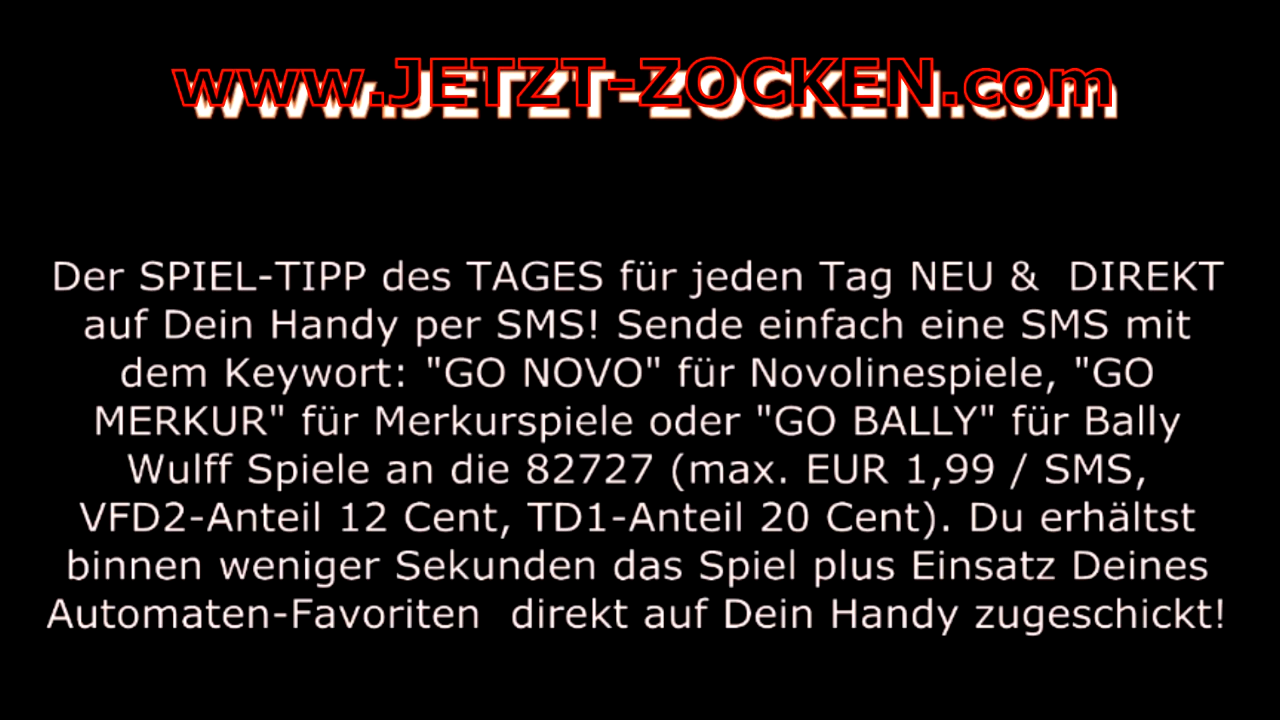 www.JETZT-ZOCKEN.com
Der SPIEL-TIPP des TAGES für jeden Tag NEU & DIREKT
auf Dein Handy per SMS! Sende einfach eine SMS mit
dem Keywort: "GO NOVO" für Novolinespiele, "GO
MERKUR" für Merkurspiele oder "GO BALLY" für Bally
Wulff Spiele an die 82727 (max. EUR 1,99 / SMS,
VFD2-Anteil 12 Cent, TD1-Anteil 20 Cent). Du erhältst
binnen weniger Sekunden das Spiel plus Einsatz Deines
Automaten-Favoriten direkt auf Dein Handy zugeschickt!